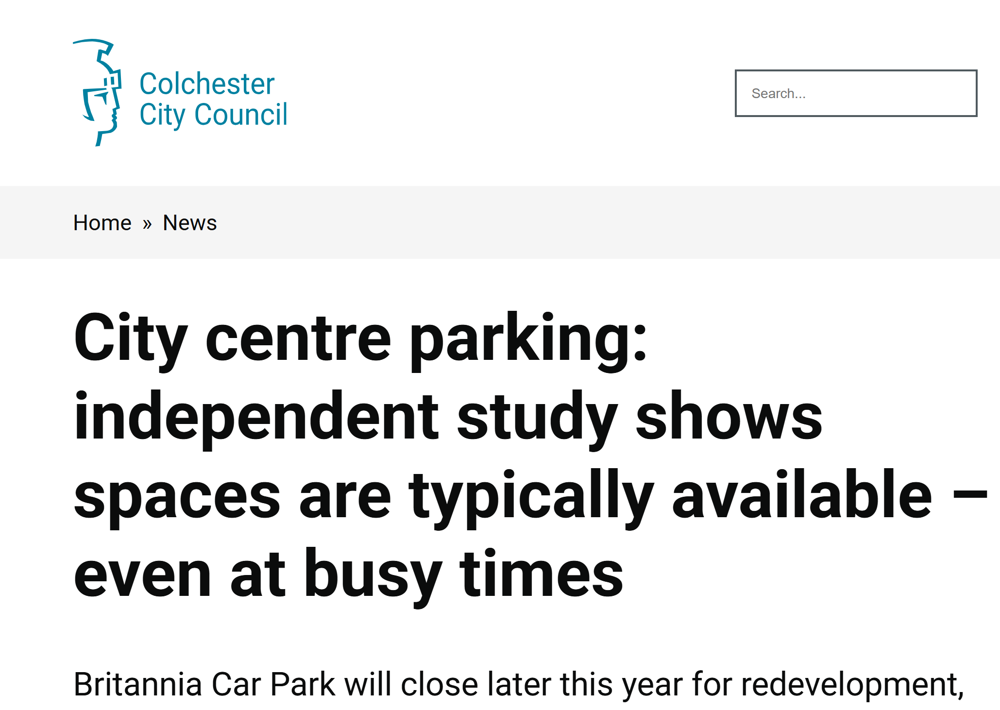 Colchester
City Council
Search...
Home » News
City centre parking:
independent study shows
spaces are typically available –
even at busy times
Britannia Car Park will close later this year for redevelopment,